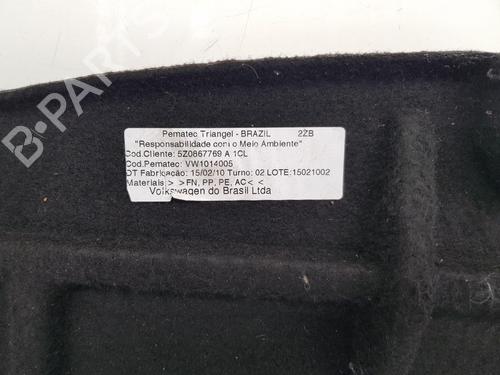 Pematec Triangel - BRAZIL 2ZB
"Responsabilidade com o Meio Ambiente"
Cod.Cliente: 5Z0867769 A 1CL
Cod.Pematec: VW1014005
DT Fabricação: 15/02/10 Turno: 02 LOTE:15021002
Materiais:> >FN, PP, PE, AC< <
Volkswagen do Brasil Ltda
B-PARTS